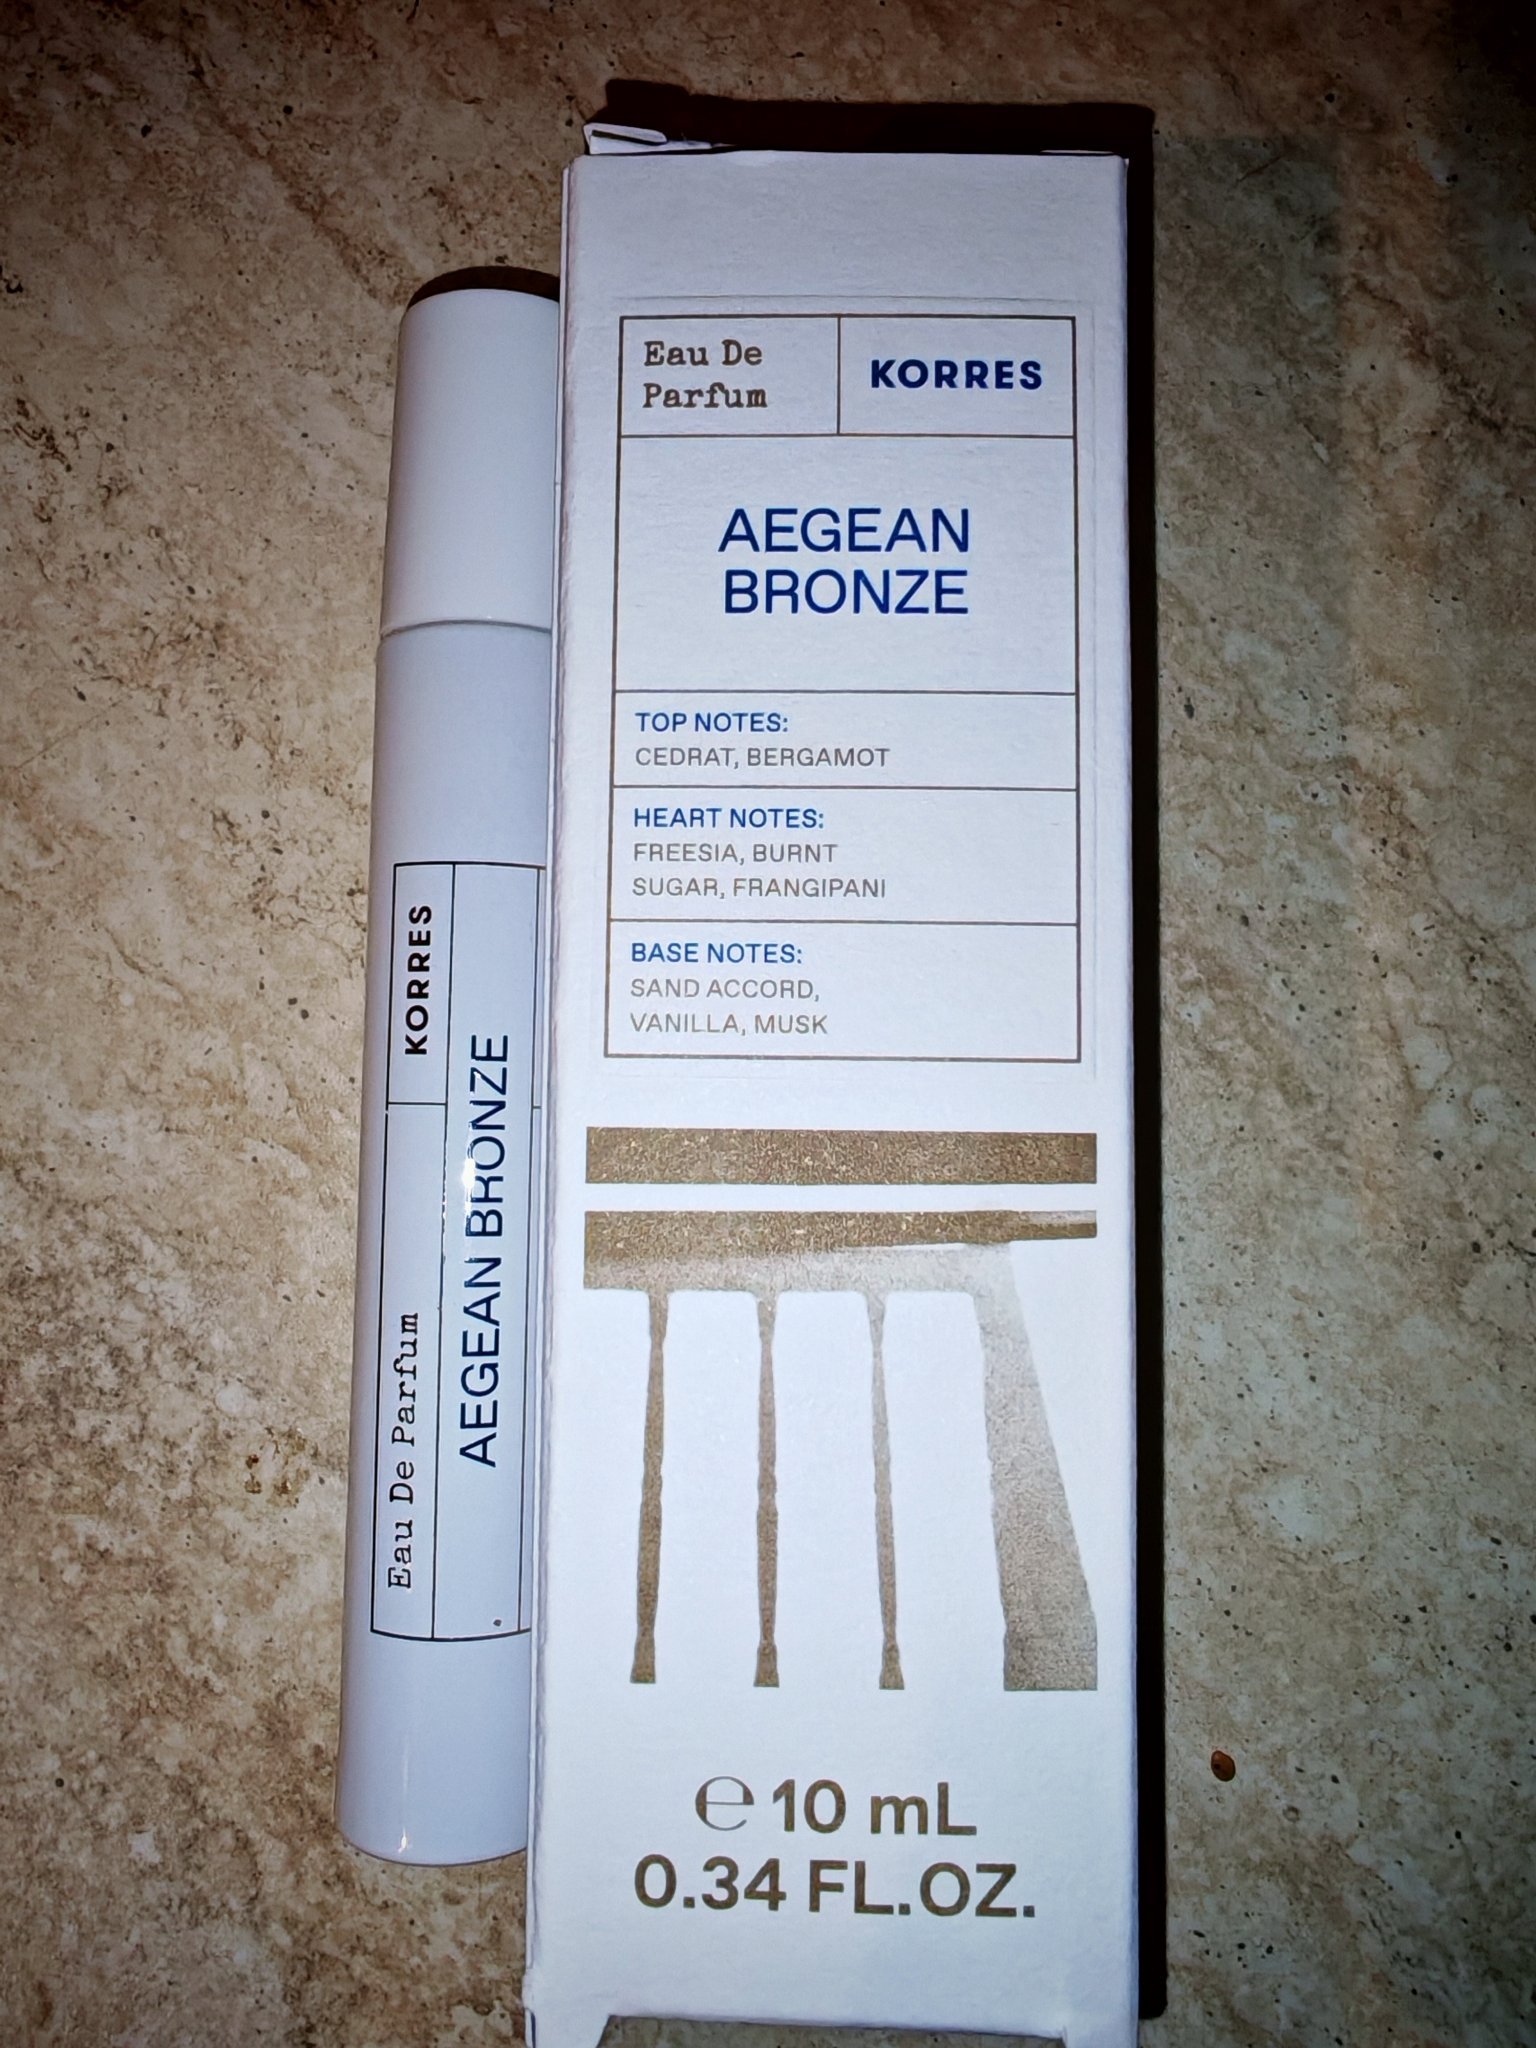 Eau De
Parfum
KORRES
AEGEAN
BRONZE
TOP NOTES:
CEDRAT, BERGAMOT
HEART NOTES:
FREESIA, BURNT
SUGAR, FRANGIPANI
BASE NOTES:
SAND ACCORD,
VANILLA, MUSK
℮ 10 mL
0.34 FL.OZ.
Eau De Parfum
KORRES
AEGEAN BRONZE